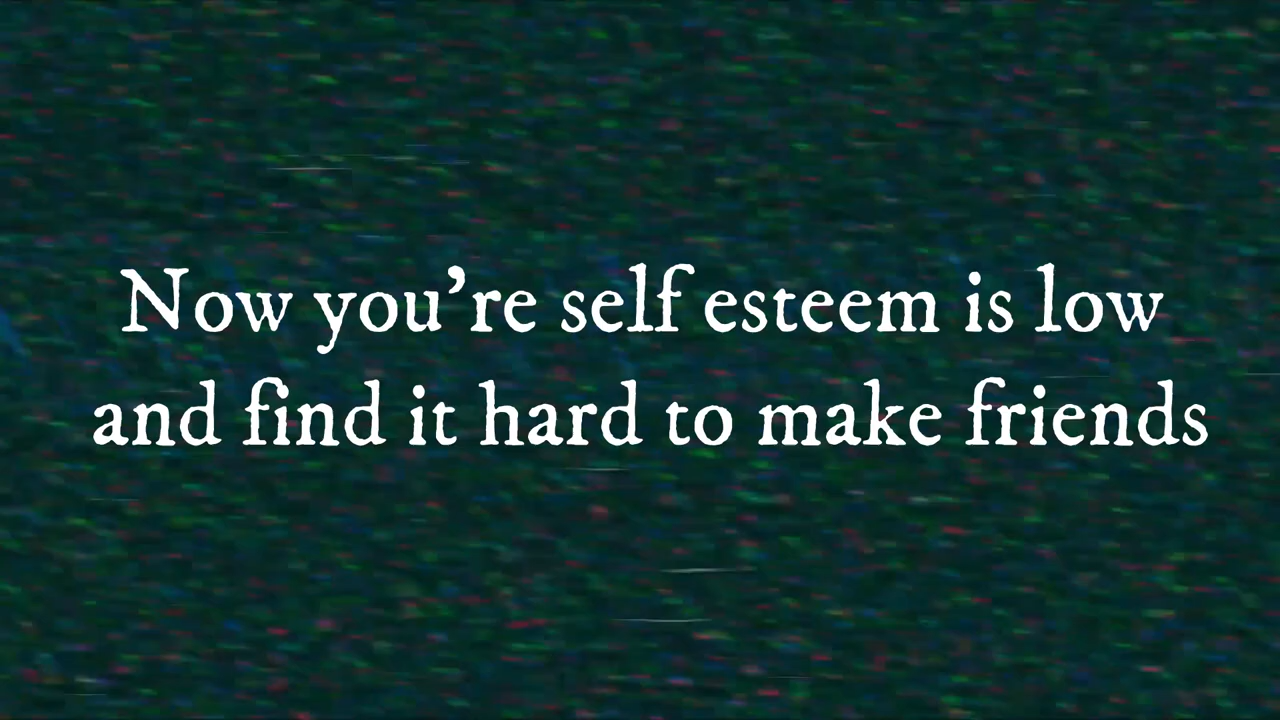 Now you’re self esteem is low
and find it hard to make friends